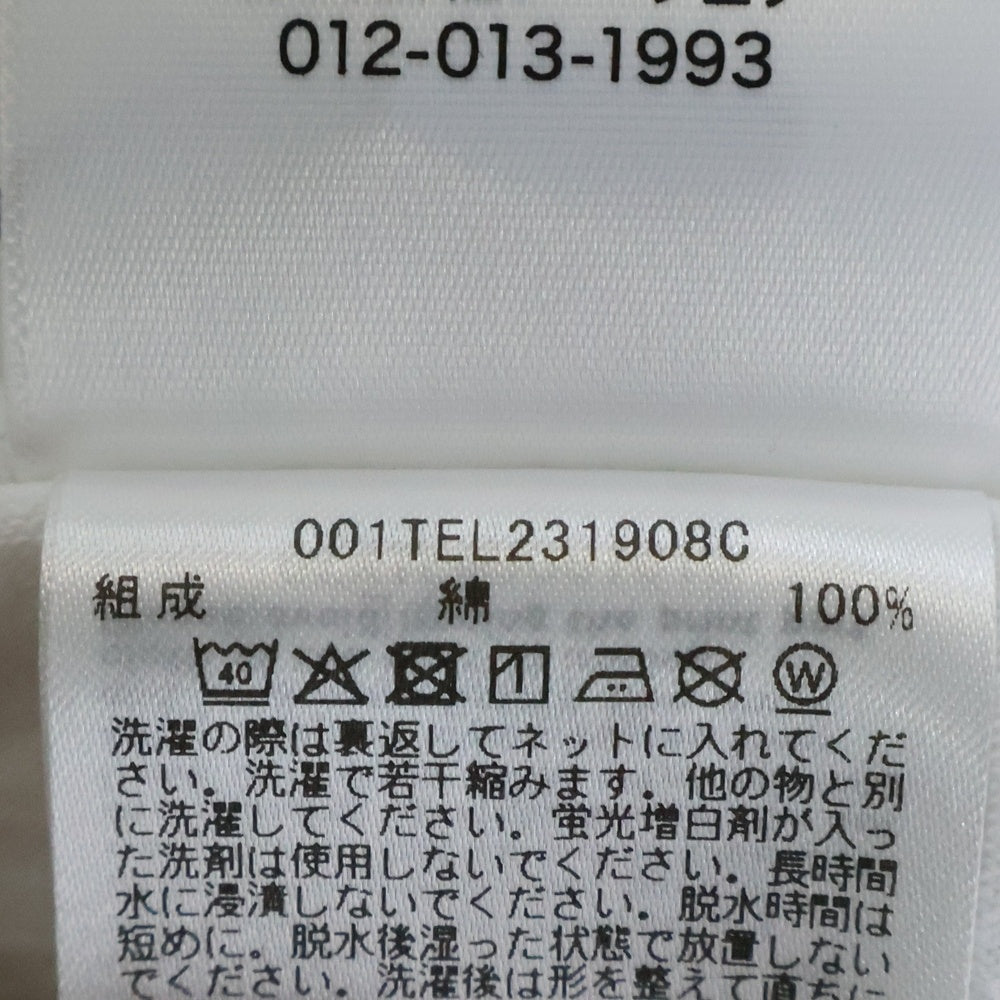 012-013-1993
001TEL231908C
組成 綿 100%
40
W
洗濯の際は裏返してネットに入れてくだ
さい。洗濯で若干縮みます。他の物と別
に洗濯してください。蛍光増白剤が入っ
た洗剤は使用しないでください。長時間
水に浸漬しないでください。脱水時間は
短めに。脱水後湿った状態で放置しない
でください。洗濯後は形を整えて直ちに